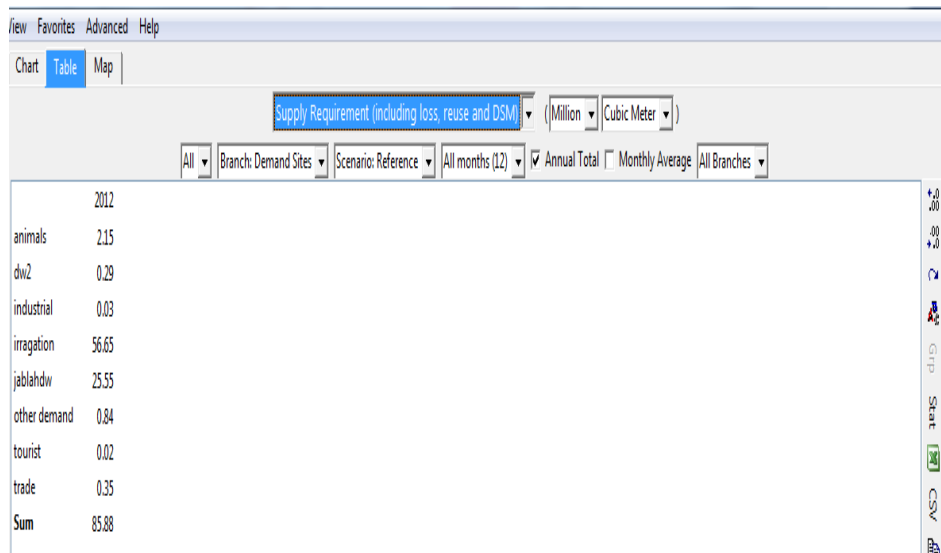 View Favorites Advanced Help
Chart Table Map
Supply Requirement (including loss, reuse and DSM) ( Million Cubic Meter )
All Branch: Demand Sites Scenario: Reference All months (12) Annual Total Monthly Average All Branches
2012
animals 2.15
dw2 0.29
industrial 0.03
irragation 56.65
jablahdw 25.55
other demand 0.84
tourist 0.02
trade 0.35
Sum 85.88
Grp
Stat
CSV